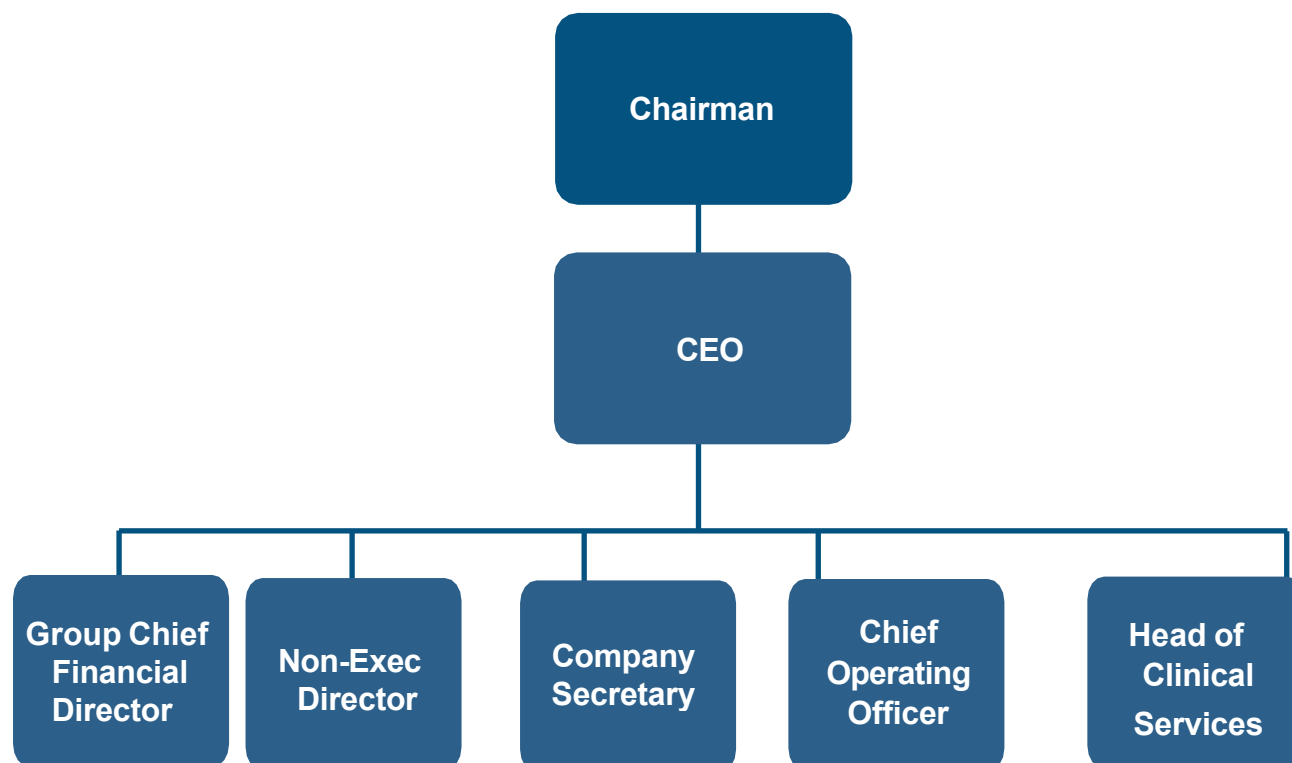 Chairman
CEO
Group Chief
Financial
Director
Non-Exec
Director
Company
Secretary
Chief
Operating
Officer
Head of
Clinical
Services